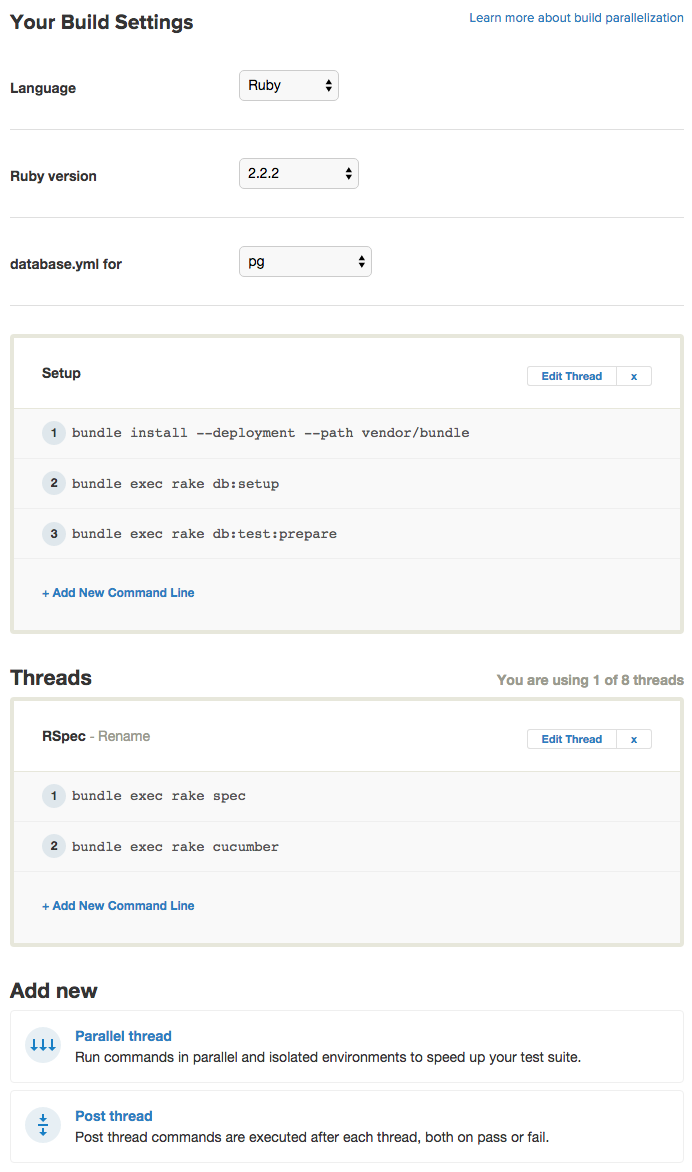 Your Build Settings
Learn more about build parallelization
Language
Ruby
Ruby version
2.2.2
database.yml for
pg
Setup
Edit Thread
x
1 bundle install --deployment --path vendor/bundle
2 bundle exec rake db:setup
3 bundle exec rake db:test:prepare
+ Add New Command Line
Threads
You are using 1 of 8 threads
RSpec - Rename
Edit Thread
x
1 bundle exec rake spec
2 bundle exec rake cucumber
+ Add New Command Line
Add new
Parallel thread
Run commands in parallel and isolated environments to speed up your test suite.
Post thread
Post thread commands are executed after each thread, both on pass or fail.